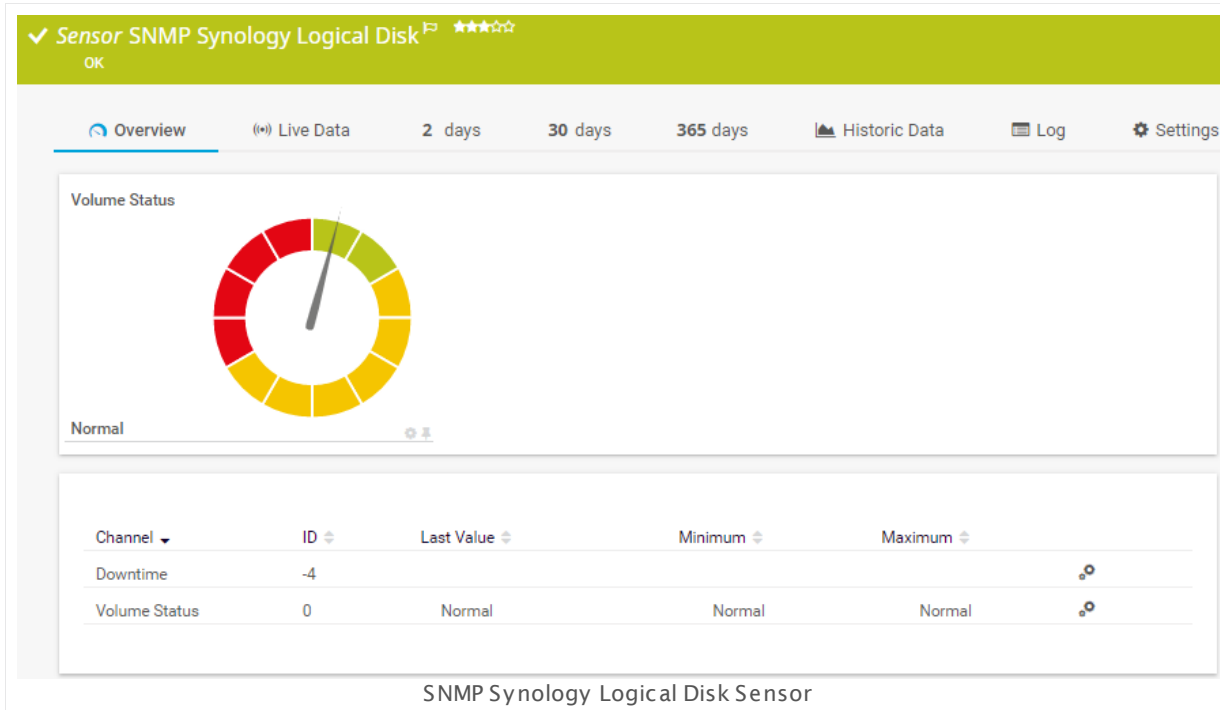 Sensor SNMP Synology Logical Disk
OK
Overview Live Data 2 days 30 days 365 days Historic Data Log Settings
Volume Status
Normal
Channel ID Last Value Minimum Maximum
Downtime -4
Volume Status 0 Normal Normal Normal
SNMP Synology Logical Disk Sensor